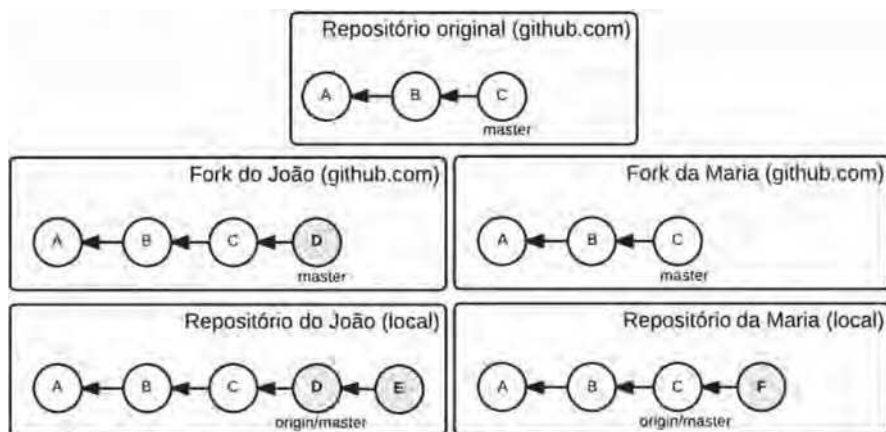 Repositório original (github.com)
A B C
master
Fork do João (github.com)
A B C D
master
Fork da Maria (github.com)
A B C
master
Repositório do João (local)
A B C D E
origin/master
Repositório da Maria (local)
A B C F
origin/master